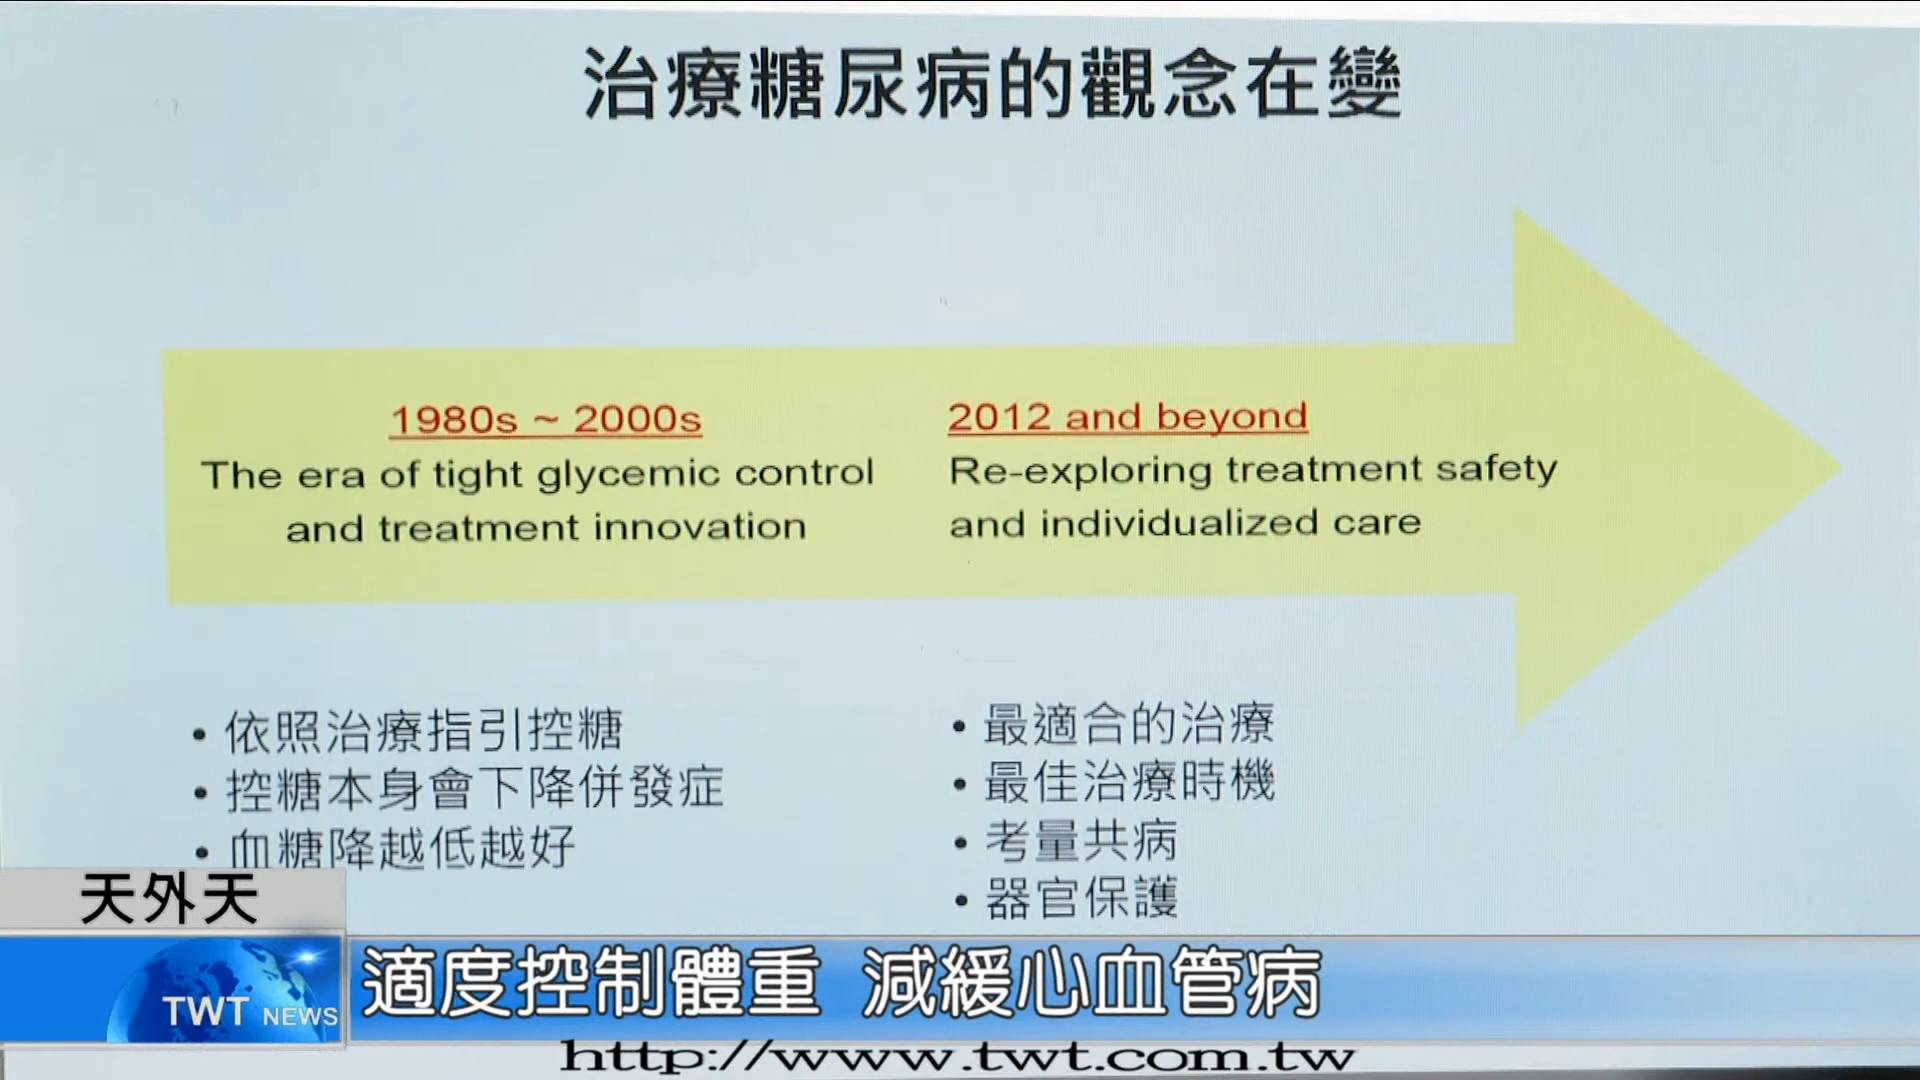 治療糖尿病的觀念在變
1980s ~ 2000s
The era of tight glycemic control
and treatment innovation
2012 and beyond
Re-exploring treatment safety
and individualized care
• 依照治療指引控糖
• 控糖本身會下降併發症
• 血糖降越低越好
• 最適合的治療
• 最佳治療時機
• 考量共病
• 器官保護
天外天
TWT NEWS
適度控制體重 減緩心血管病
http://www.twt.com.tw